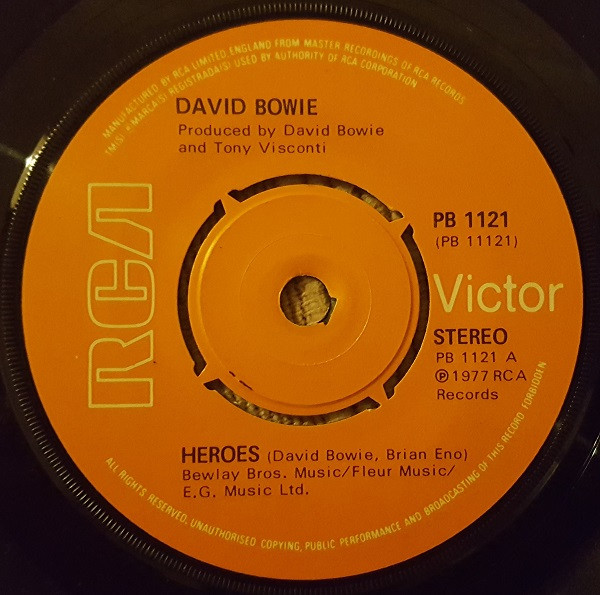 MANUFACTURED BY RCA LIMITED, ENGLAND FROM MASTER RECORDINGS OF RCA RECORDS
TM(S) ® MARCA(S) REGISTRADA(S) USED BY AUTHORITY OF RCA CORPORATION
DAVID BOWIE
Produced by David Bowie
and Tony Visconti
RCA
PB 1121
(PB 11121)
Victor
STEREO
PB 1121 A
℗ 1977 RCA
Records
HEROES (David Bowie, Brian Eno)
Bewlay Bros. Music/Fleur Music/
E.G. Music Ltd.
ALL RIGHTS RESERVED, UNAUTHORISED COPYING, PUBLIC PERFORMANCE AND BROADCASTING OF THIS RECORD FORBIDDEN